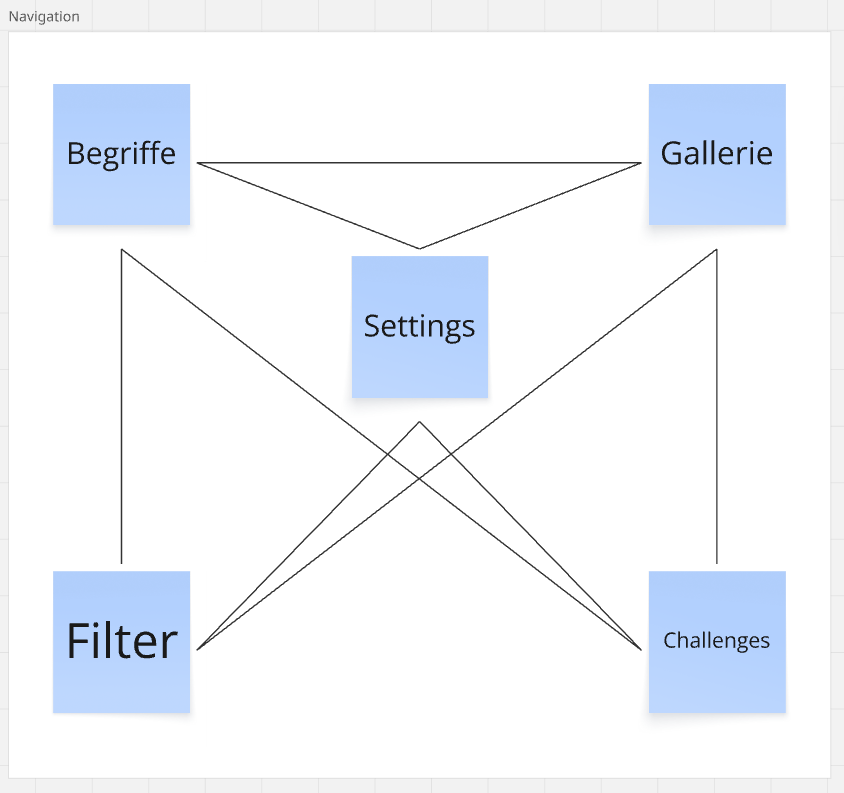 Navigation
Begriffe
Gallerie
Settings
Filter
Challenges